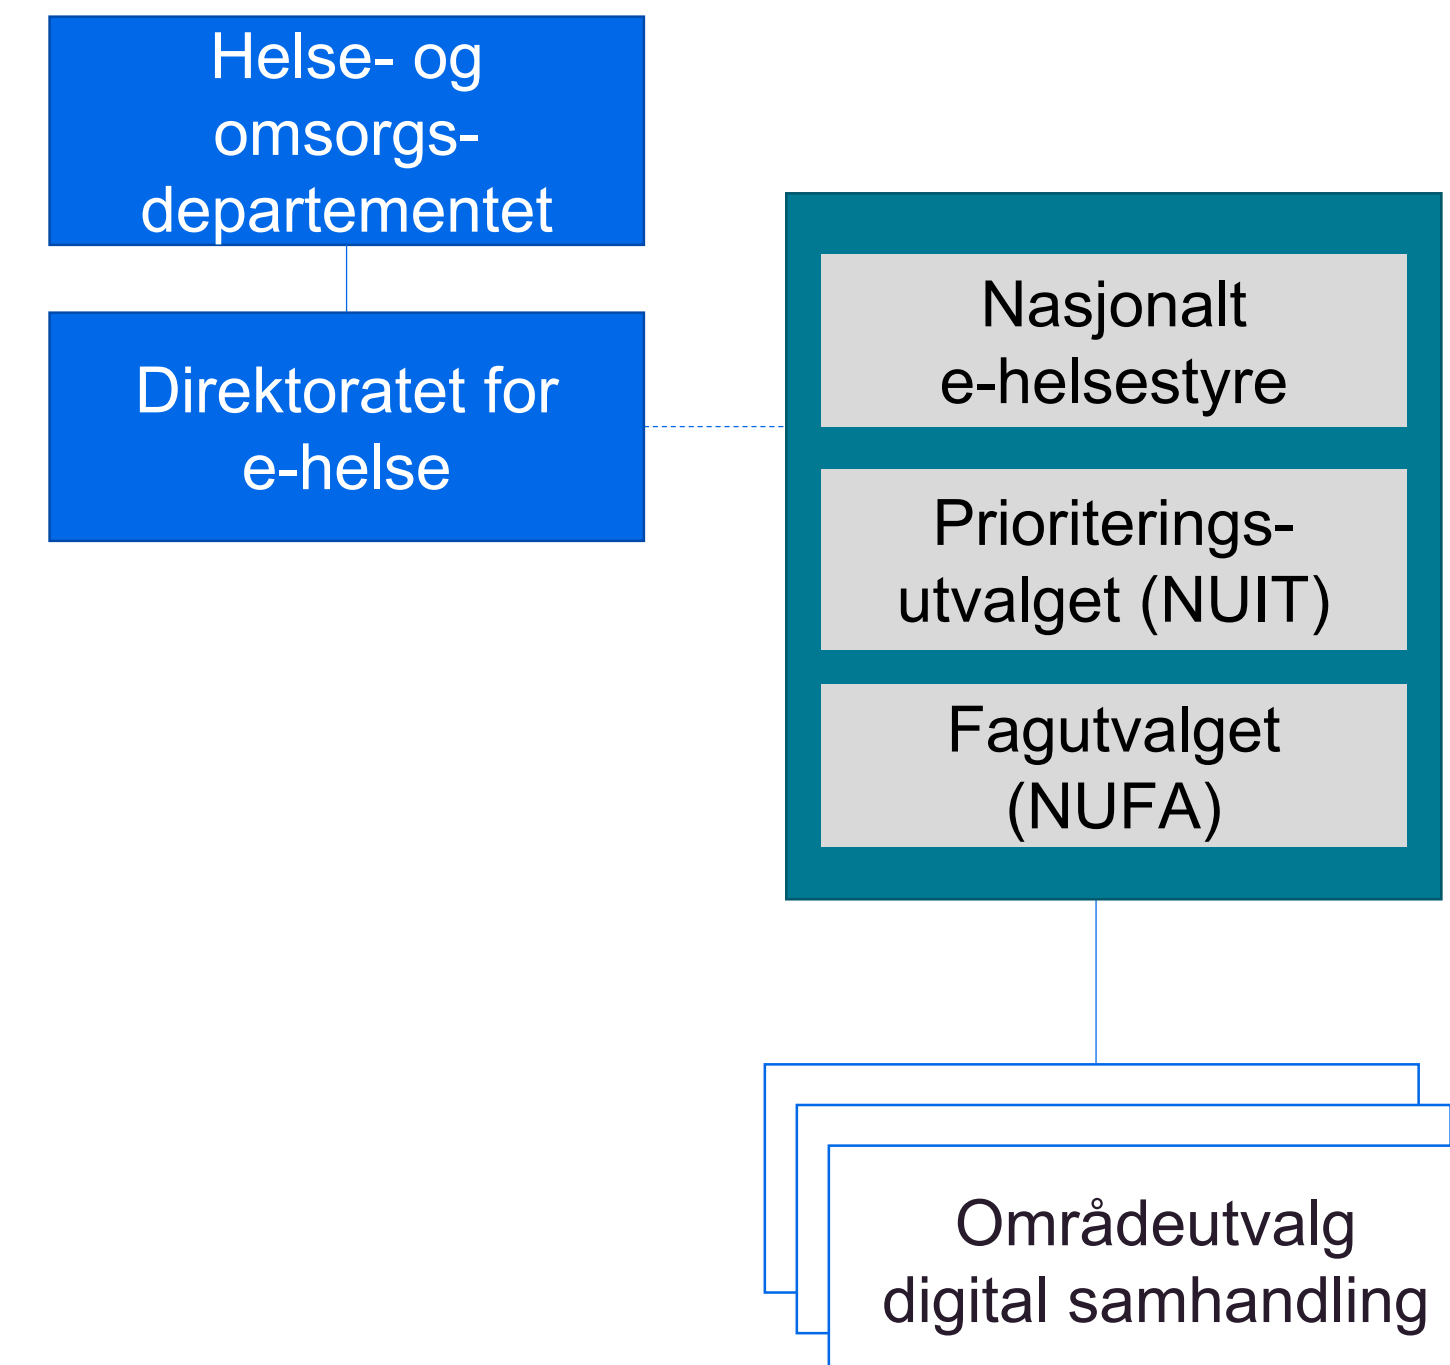 Helse- og
omsorgs-
departementet
Direktoratet for
e-helse
Nasjonalt
e-helsestyre
Prioriterings-
utvalget (NUIT)
Fagutvalget
(NUFA)
Områdeutvalg
digital samhandling